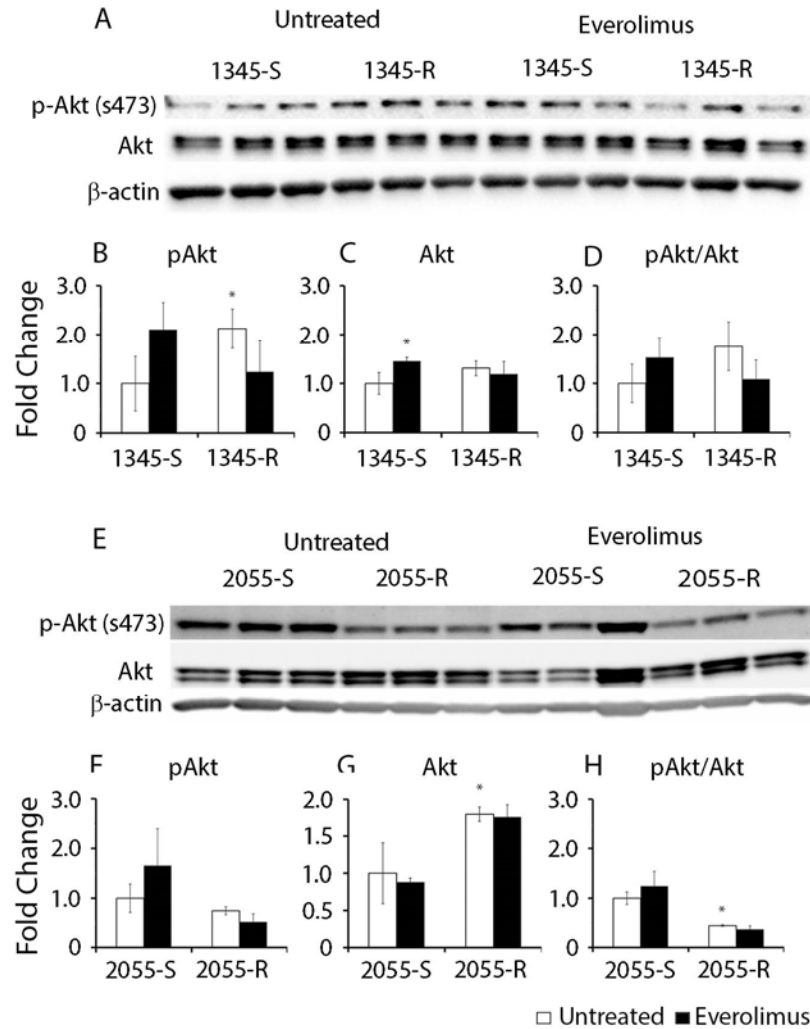 A
Untreated Everolimus
1345-S 1345-R 1345-S 1345-R
p-Akt (s473)
Akt
β-actin
B pAkt C Akt D pAkt/Akt
Fold Change
3.0 3.0 3.0
2.0 2.0 2.0
* *
1.0 1.0 1.0
0 0 0
1345-S 1345-R 1345-S 1345-R 1345-S 1345-R
E
Untreated Everolimus
2055-S 2055-R 2055-S 2055-R
p-Akt (s473)
Akt
β-actin
F pAkt G Akt H pAkt/Akt
Fold Change
3.0 2.0 3.0
* *
2.0 1.5 2.0
1.0 1.0 1.0
0.5
0 0 0
2055-S 2055-R 2055-S 2055-R 2055-S 2055-R
Untreated Everolimus